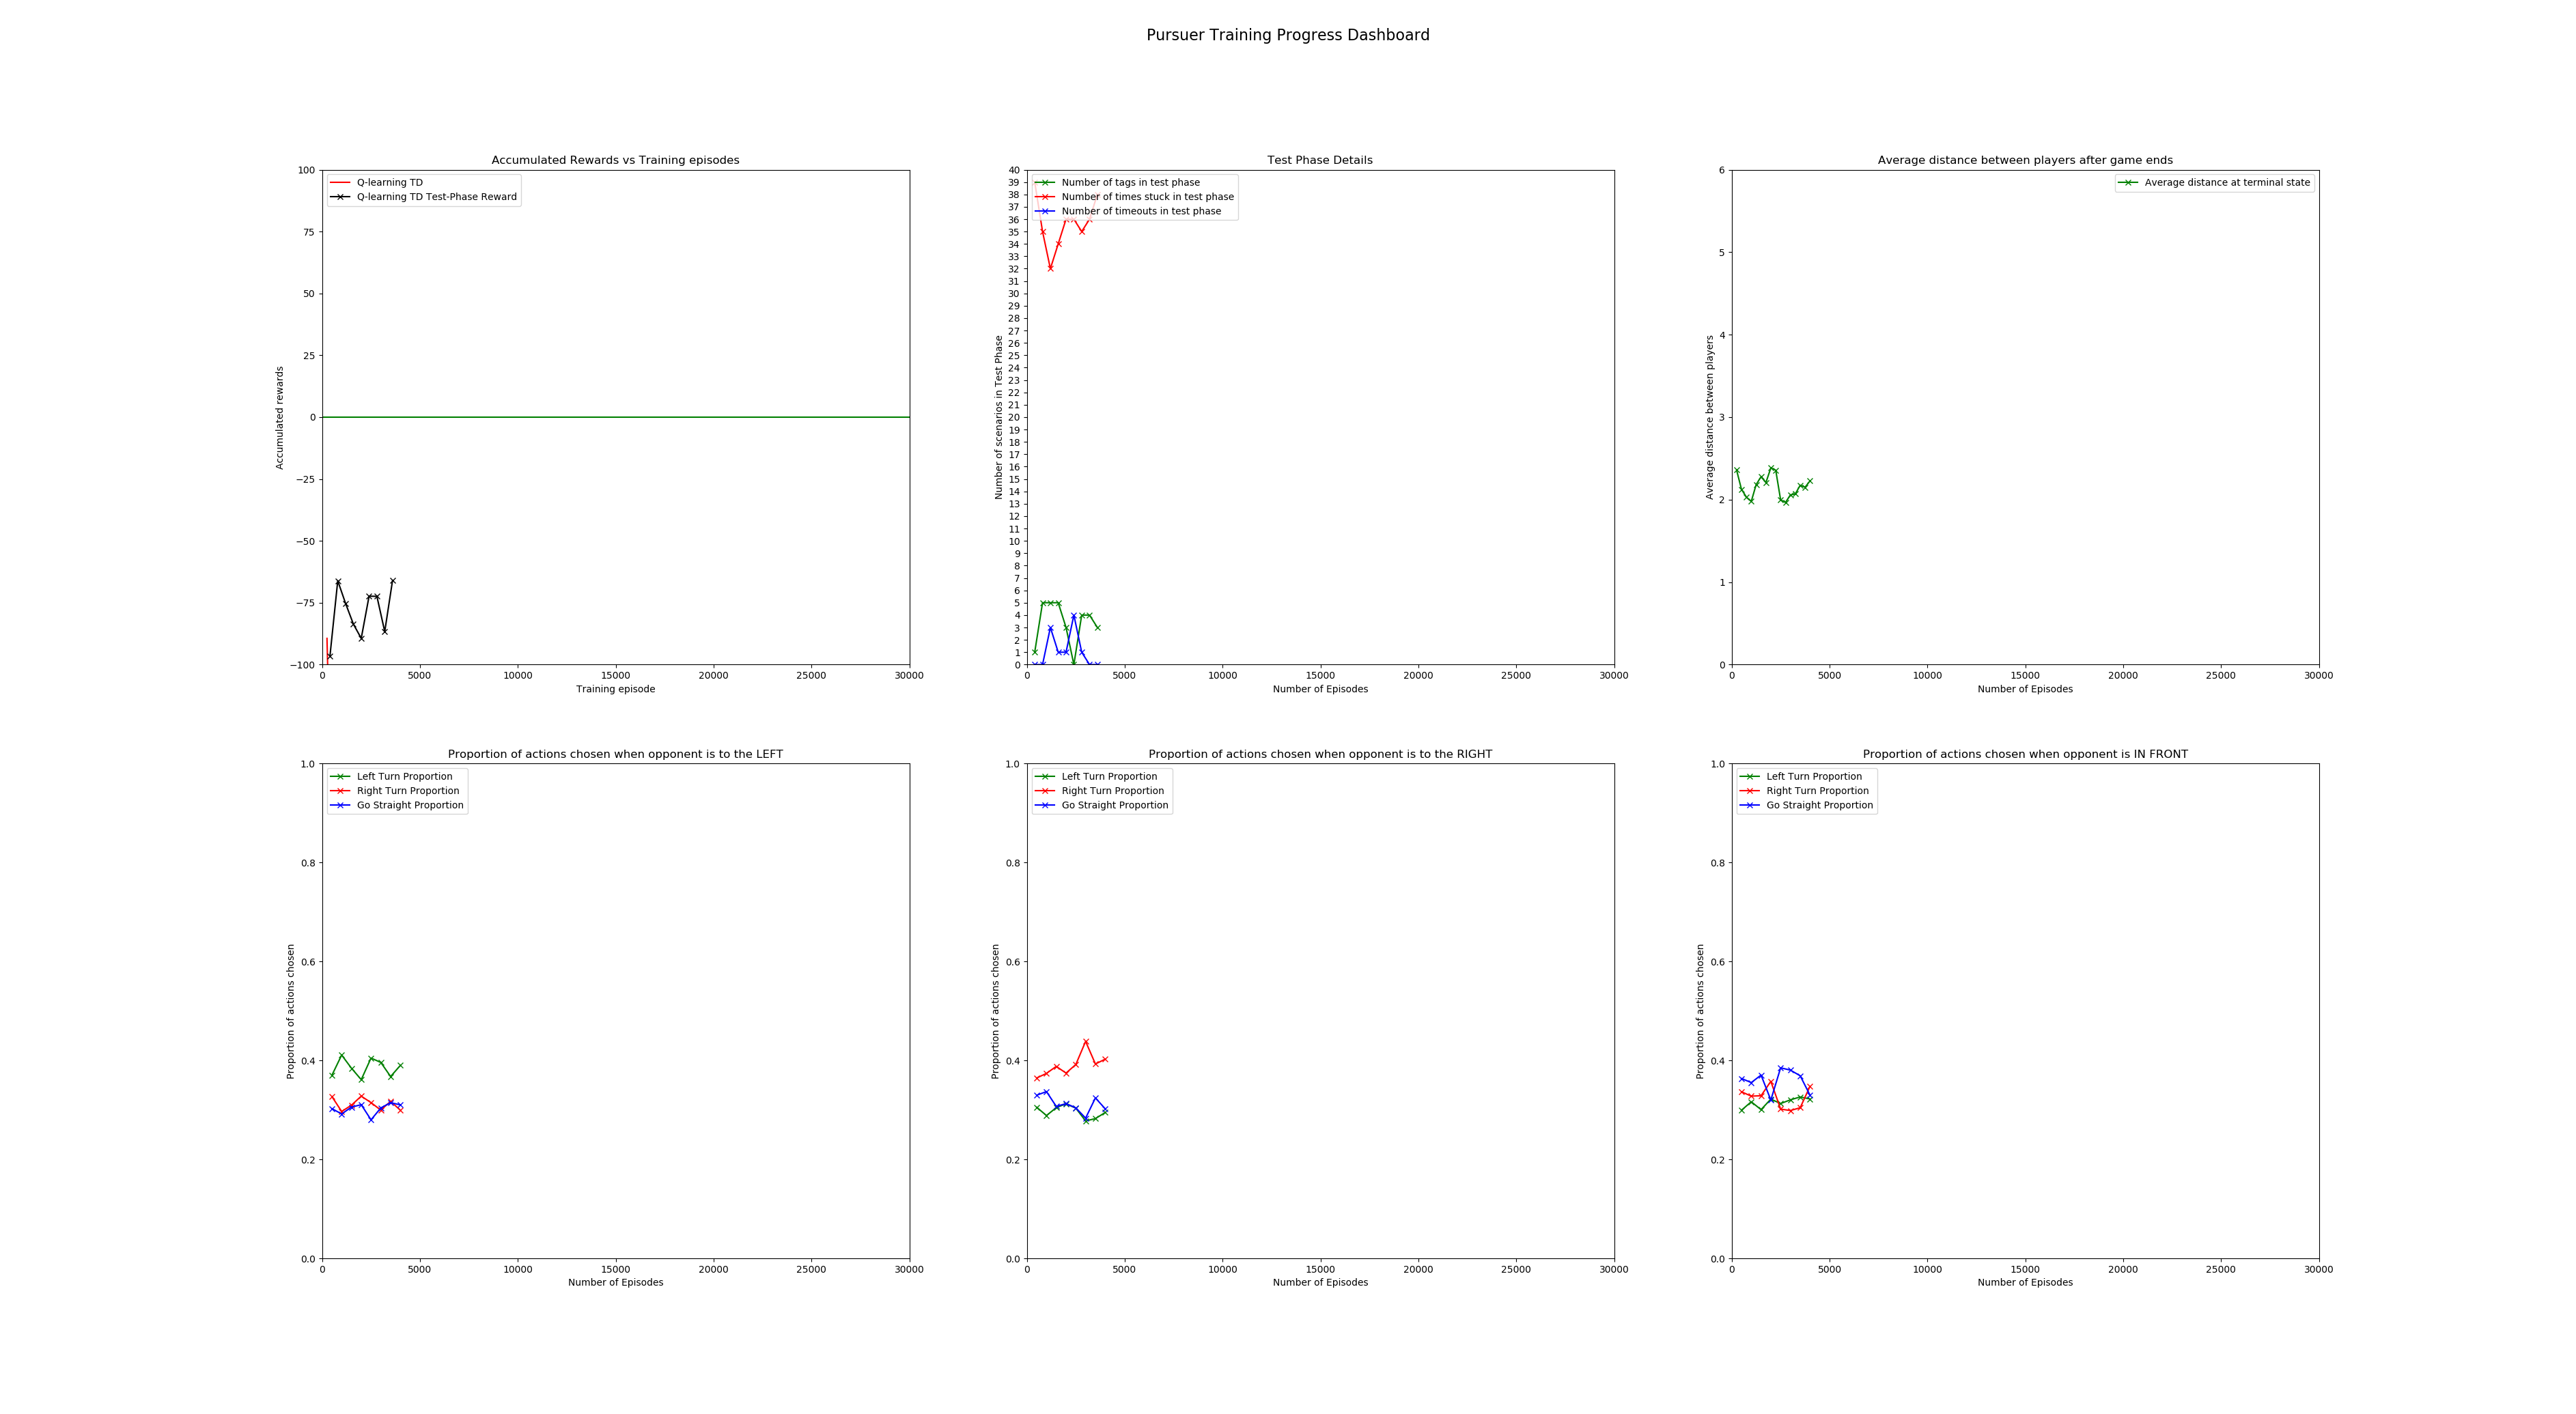 Pursuer Training Progress Dashboard
Accumulated Rewards vs Training episodes
100
75
50
25
0
−25
−50
−75
−100
Accumulated rewards
Q-learning TD
Q-learning TD Test-Phase Reward
0 5000 10000 15000 20000 25000 30000
Training episode
Test Phase Details
40
39
38
37
36
35
34
33
32
31
30
29
28
27
26
25
24
23
22
21
20
19
18
17
16
15
14
13
12
11
10
9
8
7
6
5
4
3
2
1
0
Number of scenarios in Test Phase
Number of tags in test phase
Number of times stuck in test phase
Number of timeouts in test phase
0 5000 10000 15000 20000 25000 30000
Number of Episodes
Average distance between players after game ends
6
5
4
3
2
1
0
Average distance between players
Average distance at terminal state
0 5000 10000 15000 20000 25000 30000
Number of Episodes
Proportion of actions chosen when opponent is to the LEFT
1.0
0.8
0.6
0.4
0.2
0.0
Proportion of actions chosen
Left Turn Proportion
Right Turn Proportion
Go Straight Proportion
0 5000 10000 15000 20000 25000 30000
Number of Episodes
Proportion of actions chosen when opponent is to the RIGHT
1.0
0.8
0.6
0.4
0.2
0.0
Proportion of actions chosen
Left Turn Proportion
Right Turn Proportion
Go Straight Proportion
0 5000 10000 15000 20000 25000 30000
Number of Episodes
Proportion of actions chosen when opponent is IN FRONT
1.0
0.8
0.6
0.4
0.2
0.0
Proportion of actions chosen
Left Turn Proportion
Right Turn Proportion
Go Straight Proportion
0 5000 10000 15000 20000 25000 30000
Number of Episodes